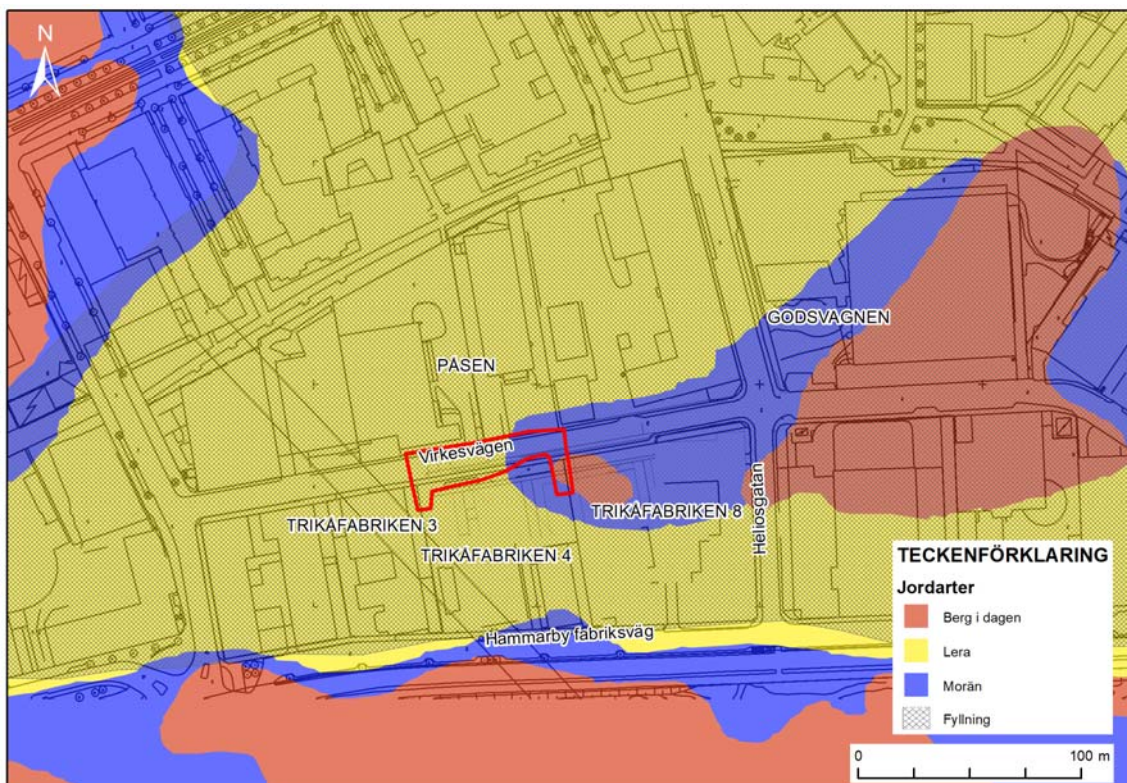 N
GODSVAGNEN
PÅSEN
Virkesvägen
TRIKÅFABRIKEN 3
TRIKÅFABRIKEN 8
Heliosgatan
TRIKÅFABRIKEN 4
Hammarby fabriksväg
TECKENFÖRKLARING
Jordarter
Berg i dagen
Lera
Morän
Fyllning
0 100 m